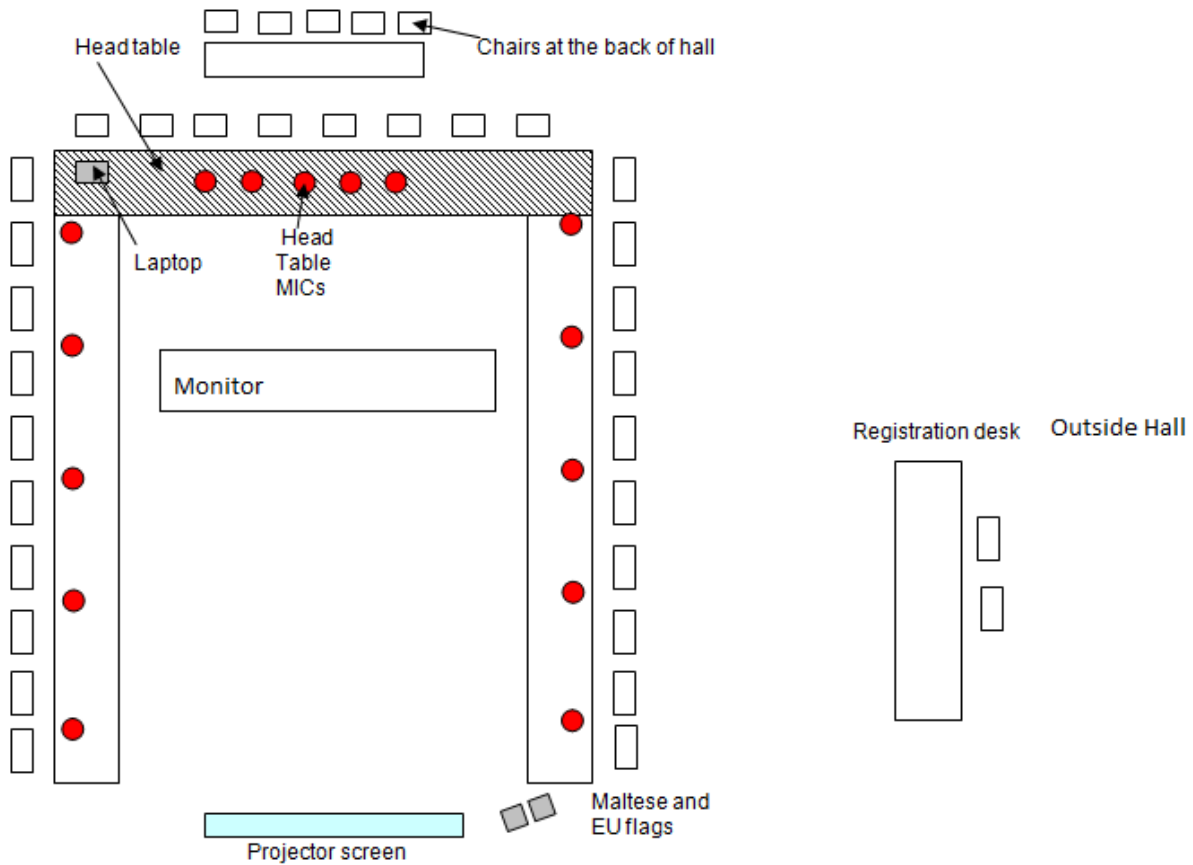 Head table
Chairs at the back of hall
Laptop
Head
Table
MICs
Monitor
Registration desk
Outside Hall
Maltese and
EU flags
Projector screen